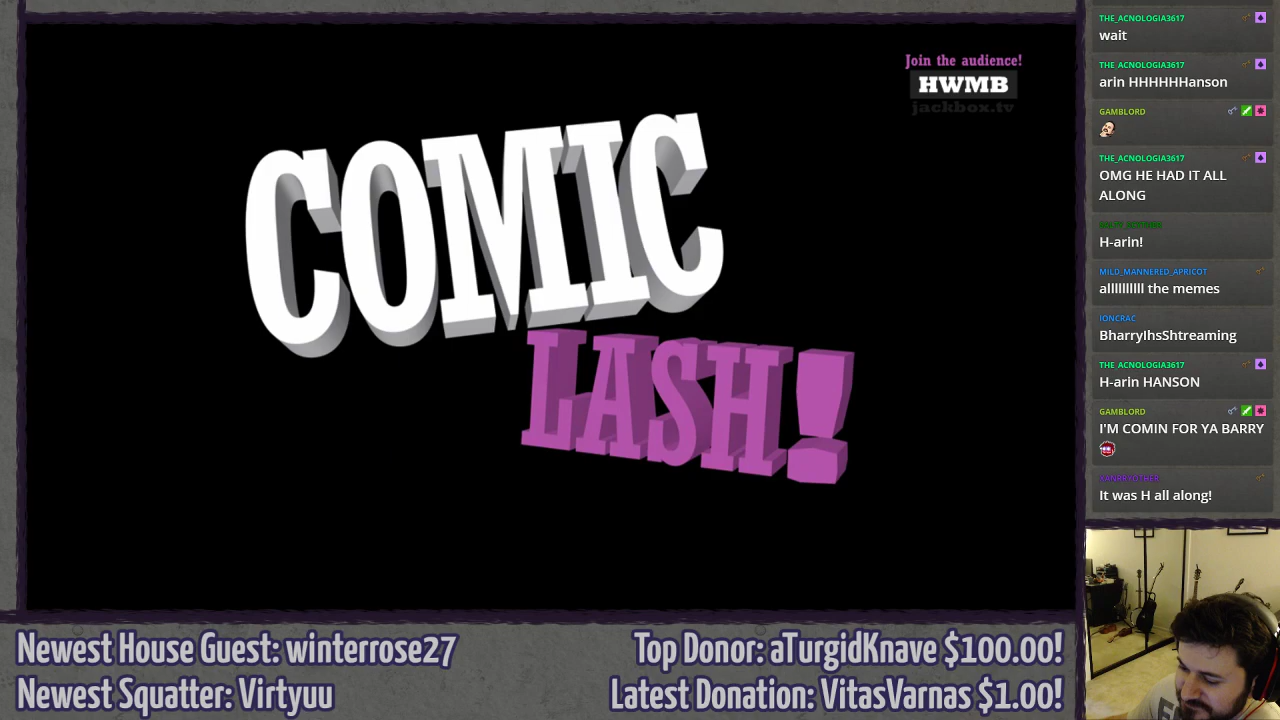 Join the audience!
HWMB
jackbox.tv
COMIC
LASH!
THE_ACNOLOGIA3617
wait
THE_ACNOLOGIA3617
arin HHHHHHanson
GAMBLORD
THE_ACNOLOGIA3617
OMG HE HAD IT ALL
ALONG
H-arin!
MILD_MANNERED_APRICOT
allllllllll the memes
IONCRAC
BharryIhsShtreaming
THE_ACNOLOGIA3617
H-arin HANSON
GAMBLORD
I'M COMIN FOR YA BARRY
It was H all along!
Newest House Guest: winterrose27
Newest Squatter: Virtyuu
Top Donor: aTurgidKnave $100.00!
Latest Donation: VitasVarnas $1.00!